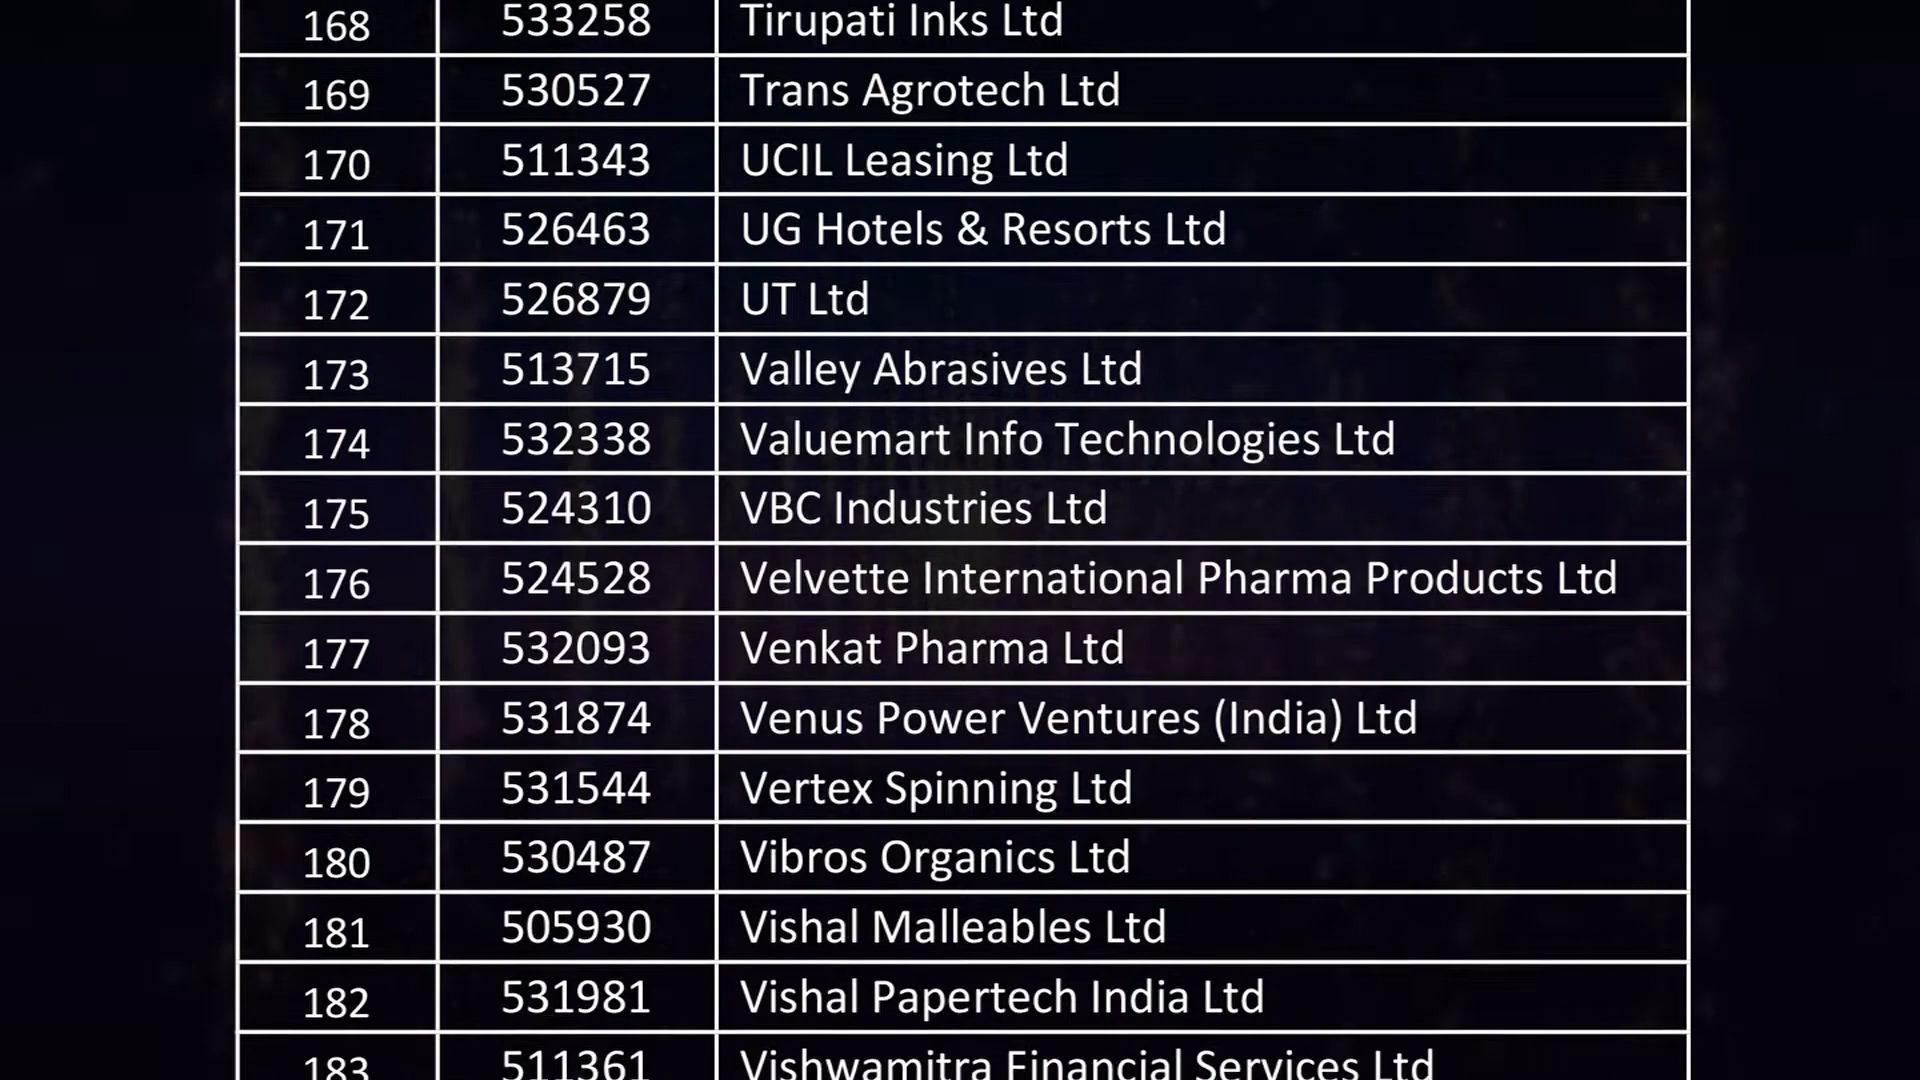 168 533258 Tirupati Inks Ltd
169 530527 Trans Agrotech Ltd
170 511343 UCIL Leasing Ltd
171 526463 UG Hotels & Resorts Ltd
172 526879 UT Ltd
173 513715 Valley Abrasives Ltd
174 532338 Valuemart Info Technologies Ltd
175 524310 VBC Industries Ltd
176 524528 Velvette International Pharma Products Ltd
177 532093 Venkat Pharma Ltd
178 531874 Venus Power Ventures (India) Ltd
179 531544 Vertex Spinning Ltd
180 530487 Vibros Organics Ltd
181 505930 Vishal Malleables Ltd
182 531981 Vishal Papertech India Ltd
183 511361 Vishwamitra Financial Services Ltd